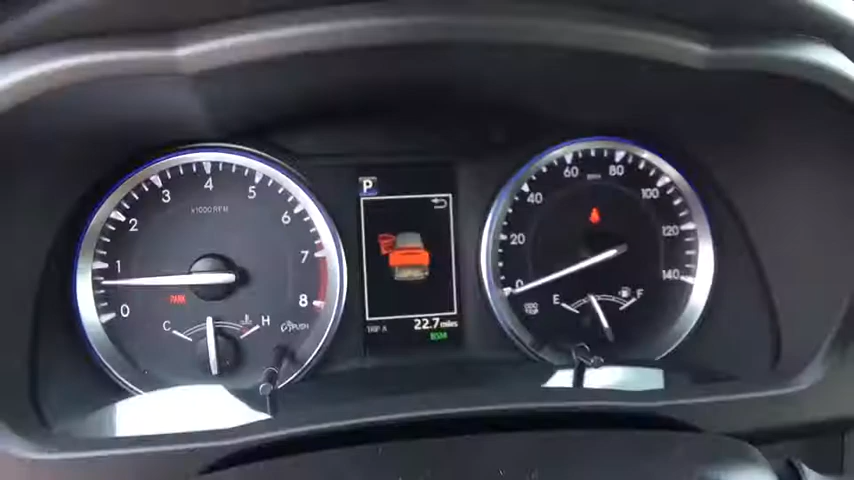 0 1 2 3 4 5 6 7 8
x1000 RPM
PARK
C H
PUSH
P
TRIP A 22.7 miles
BSM
0 20 40 60 80 100 120 140
MPH
ODO
E F